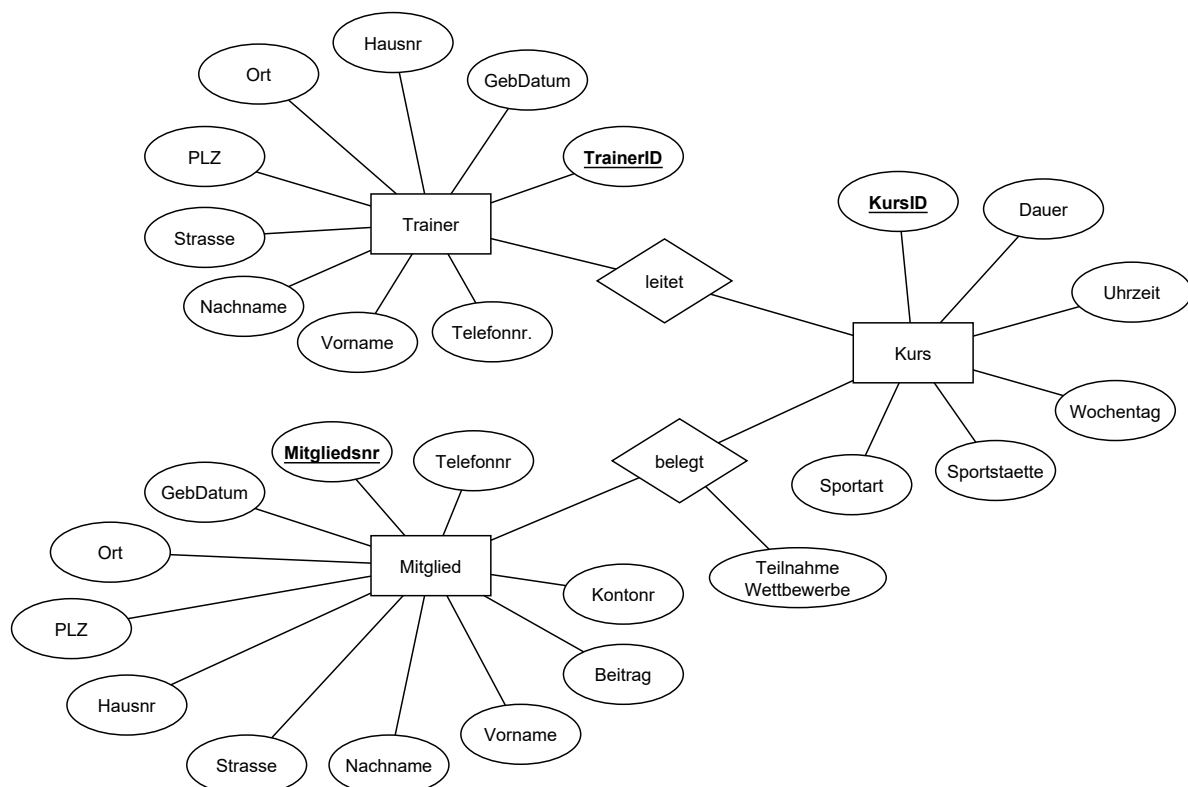 Hausnr
Ort
GebDatum
PLZ
TrainerID
KursID
Dauer
Trainer
Strasse
leitet
Uhrzeit
Nachname
Vorname
Telefonnr.
Kurs
Wochentag
Mitgliedsnr
Telefonnr
belegt
Sportart
Sportstaette
GebDatum
Ort
Mitglied
Teilnahme
Wettbewerbe
Kontonr
PLZ
Beitrag
Hausnr
Vorname
Strasse
Nachname